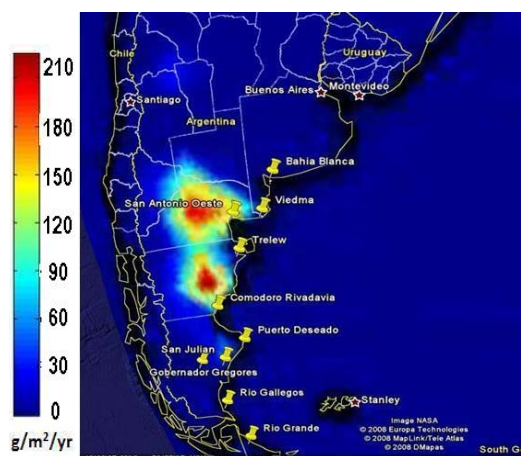 210
180
150
120
90
60
30
0
g/m²/yr
Chile
Uruguay
Buenos Aires
Montevideo
Santiago
Argentina
Bahia Blanca
San Antonio Oeste
Viedma
Trelew
Comodoro Rivadavia
Puerto Deseado
San Julian
Gobernador Gregores
Rio Gallegos
Stanley
Rio Grande
Image NASA
© 2008 Europa Technologies
© 2008 MapLink/Tele Atlas
© 2008 DMapas
South G